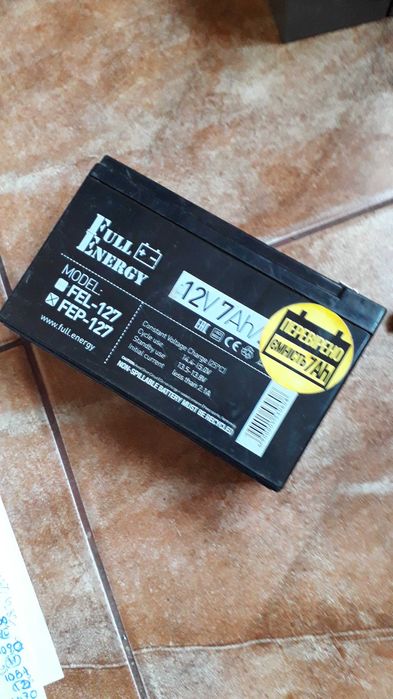 FULL
ENERGY
MODEL:
FEL-127
FEP-127
www.full.energy
12V 7Ah
Constant Voltage Charge (25°C)
Cycle use: 14.4-15.0V
Standby use: 13.5-13.8V
Initial current: less than 2.1A
NON-SPILLABLE BATTERY MUST BE RECYCLED
ПЕРЕВІРЕНО
ЄМНІСТЬ 7Ah